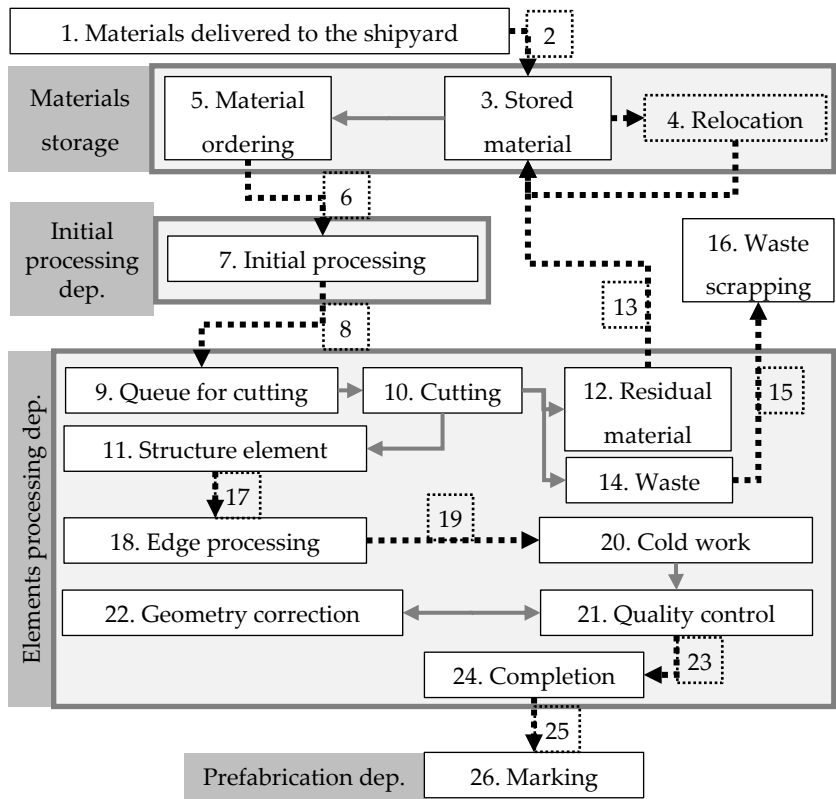 1. Materials delivered to the shipyard
2
Materials
storage
5. Material
ordering
3. Stored
material
4. Relocation
6
Initial
processing
dep.
7. Initial processing
16. Waste
scrapping
13
8
Elements processing dep.
9. Queue for cutting
10. Cutting
12. Residual
material
15
11. Structure element
14. Waste
17
18. Edge processing
19
20. Cold work
22. Geometry correction
21. Quality control
23
24. Completion
25
Prefabrication dep.
26. Marking